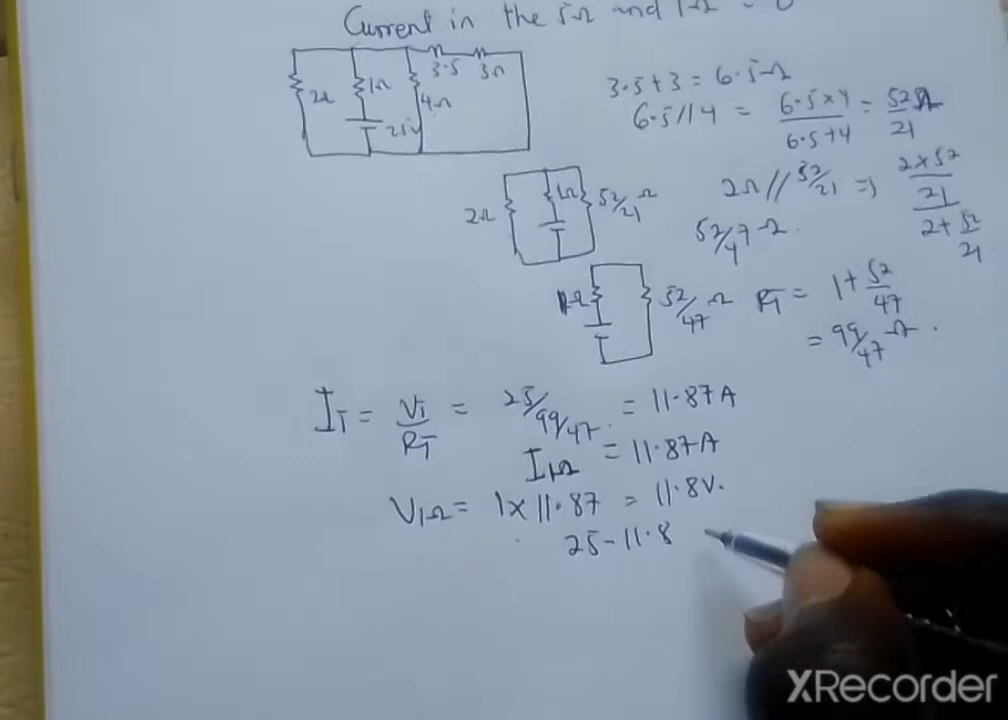 Current in the 5Ω and 1Ω = 0
2Ω
1Ω
25V
4Ω
3.5
3Ω
3.5+3 = 6.5Ω
6.5//4 = 6.5×4/6.5+4 = 52/21 Ω
2Ω
1Ω
52/21 Ω
2Ω // 52/21 => 2×52/21 / 2+52/21
52/47 Ω.
1Ω
52/47 Ω
RT = 1+52/47
= 99/47 Ω.
IT = VT/RT = 25/99/47 = 11.87A
I1Ω = 11.87A
V1Ω = 1×11.87 = 11.8V.
25-11.8
XRecorder